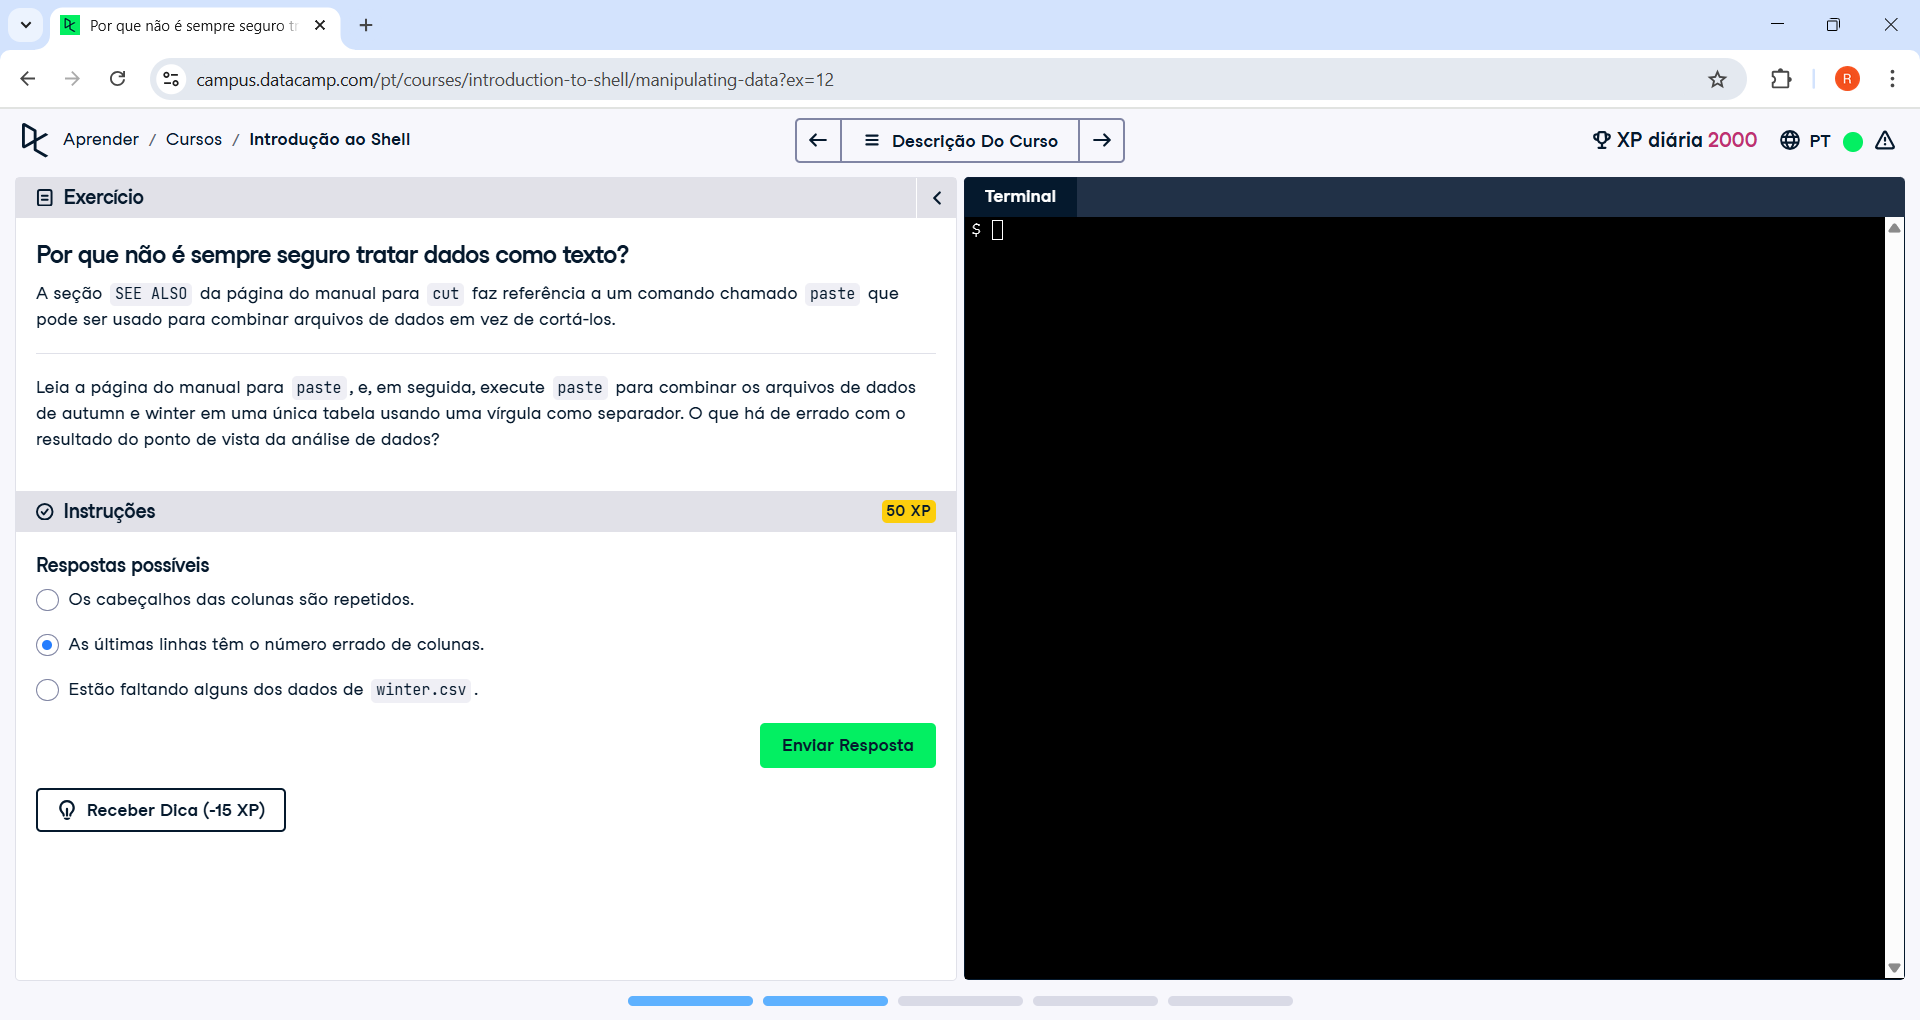 Por que não é sempre seguro tr
campus.datacamp.com/pt/courses/introduction-to-shell/manipulating-data?ex=12
R
Aprender / Cursos / Introdução ao Shell
Descrição Do Curso
XP diária 2000
PT
Exercício
Terminal
$
Por que não é sempre seguro tratar dados como texto?
A seção SEE ALSO da página do manual para cut faz referência a um comando chamado paste que
pode ser usado para combinar arquivos de dados em vez de cortá-los.
Leia a página do manual para paste, e, em seguida, execute paste para combinar os arquivos de dados
de autumn e winter em uma única tabela usando uma vírgula como separador. O que há de errado com o
resultado do ponto de vista da análise de dados?
Instruções
50 XP
Respostas possíveis
Os cabeçalhos das colunas são repetidos.
As últimas linhas têm o número errado de colunas.
Estão faltando alguns dos dados de winter.csv.
Enviar Resposta
Receber Dica (-15 XP)